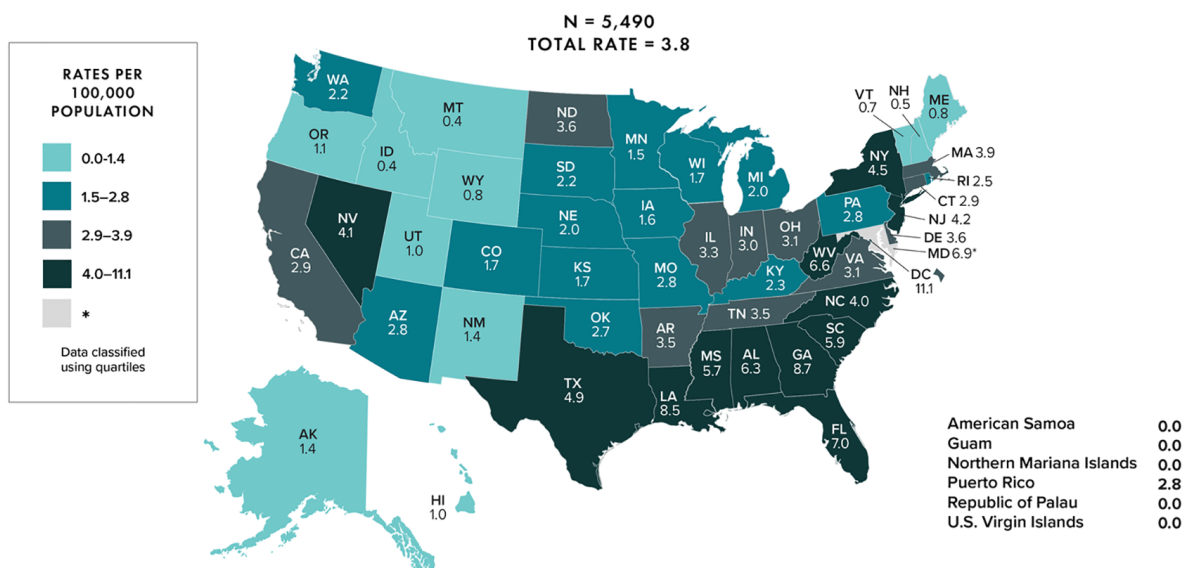 N = 5,490
TOTAL RATE = 3.8
RATES PER
100,000
POPULATION
0.0-1.4
1.5–2.8
2.9–3.9
4.0–11.1
*
Data classified
using quartiles
WA
2.2
OR
1.1
ID
0.4
MT
0.4
WY
0.8
ND
3.6
SD
2.2
NE
2.0
KS
1.7
MN
1.5
WI
1.7
MI
2.0
IA
1.6
NV
4.1
CA
2.9
UT
1.0
CO
1.7
AZ
2.8
NM
1.4
OK
2.7
TX
4.9
MO
2.8
IL
3.3
IN
3.0
OH
3.1
KY
2.3
TN 3.5
AR
3.5
LA
8.5
MS
5.7
AL
6.3
GA
8.7
FL
7.0
SC
5.9
NC 4.0
VA
3.1
WV
6.6
PA
2.8
NY
4.5
VT
0.7
NH
0.5
ME
0.8
MA 3.9
RI 2.5
CT 2.9
NJ 4.2
DE 3.6
MD 6.9*
DC
11.1
AK
1.4
HI
1.0
American Samoa 0.0
Guam 0.0
Northern Mariana Islands 0.0
Puerto Rico 2.8
Republic of Palau 0.0
U.S. Virgin Islands 0.0